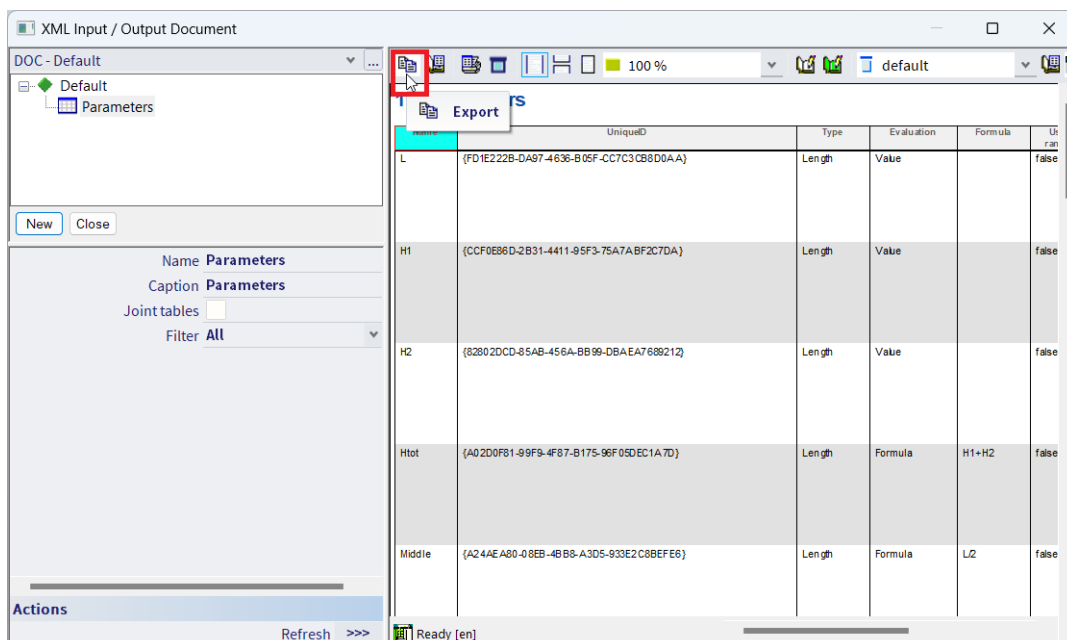 XML Input / Output Document
DOC - Default
...
100 %
default
Default
Parameters
Export
rs
Name UniqueID Type Evaluation Formula Us
ran
L {FD1E222B-DA97-4636-B05F-CC7C3CB8D0AA} Length Value false
New Close
Name Parameters
Caption Parameters
Joint tables
Filter All
H1 {CCF0E86D-2B31-4411-95F3-75A7ABF2C7DA} Length Value false
H2 {82802DCD-85AB-456A-BB99-DBAEA7689212} Length Value false
Htot {A02D0F81-99F9-4F87-B175-96F05DEC1A7D} Length Formula H1+H2 false
Middle {A24AEA80-08EB-4BB8-A3D5-933E2C8BEFE6} Length Formula L/2 false
Actions
Refresh >>>
Ready [en]